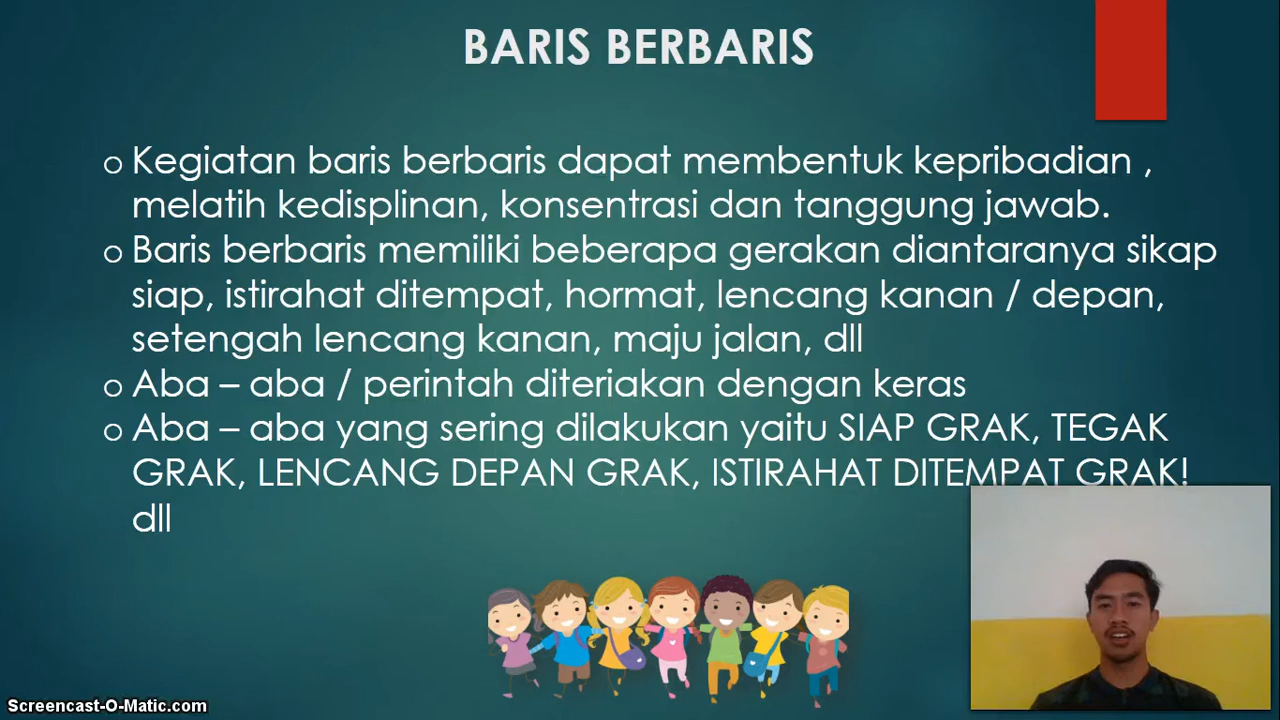 BARIS BERBARIS
o Kegiatan baris berbaris dapat membentuk kepribadian ,
melatih kedisplinan, konsentrasi dan tanggung jawab.
o Baris berbaris memiliki beberapa gerakan diantaranya sikap
siap, istirahat ditempat, hormat, lencang kanan / depan,
setengah lencang kanan, maju jalan, dll
o Aba – aba / perintah diteriakan dengan keras
o Aba – aba yang sering dilakukan yaitu SIAP GRAK, TEGAK
GRAK, LENCANG DEPAN GRAK, ISTIRAHAT DITEMPAT GRAK!
dll
Screencast-O-Matic.com